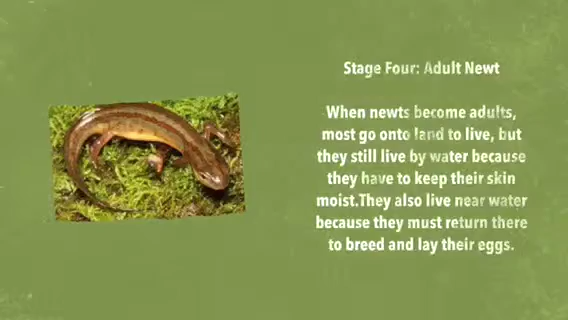 Stage Four: Adult Newt
When newts become adults,
most go onto land to live, but
they still live by water because
they have to keep their skin
moist.They also live near water
because they must return there
to breed and lay their eggs.